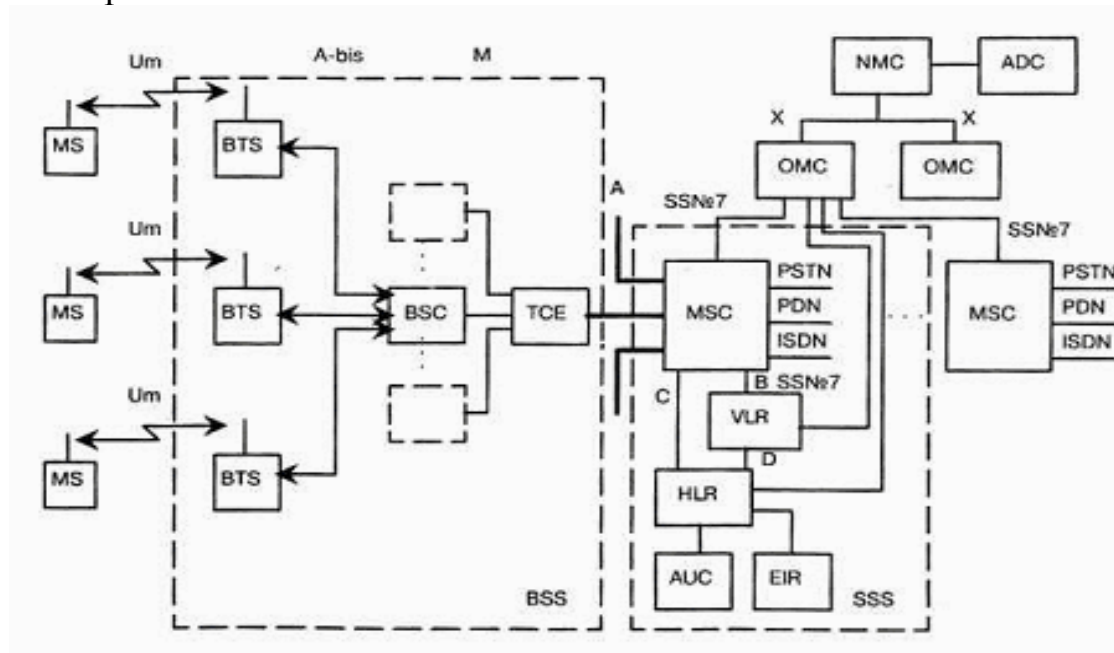 Um
A-bis
M
NMC
ADC
MS
BTS
X
X
OMC
OMC
A
SS№7
SS№7
Um
MS
BTS
BSC
TCE
MSC
PSTN
PDN
ISDN
MSC
PSTN
PDN
ISDN
Um
C
B SS№7
VLR
D
MS
BTS
HLR
AUC
EIR
BSS
SSS